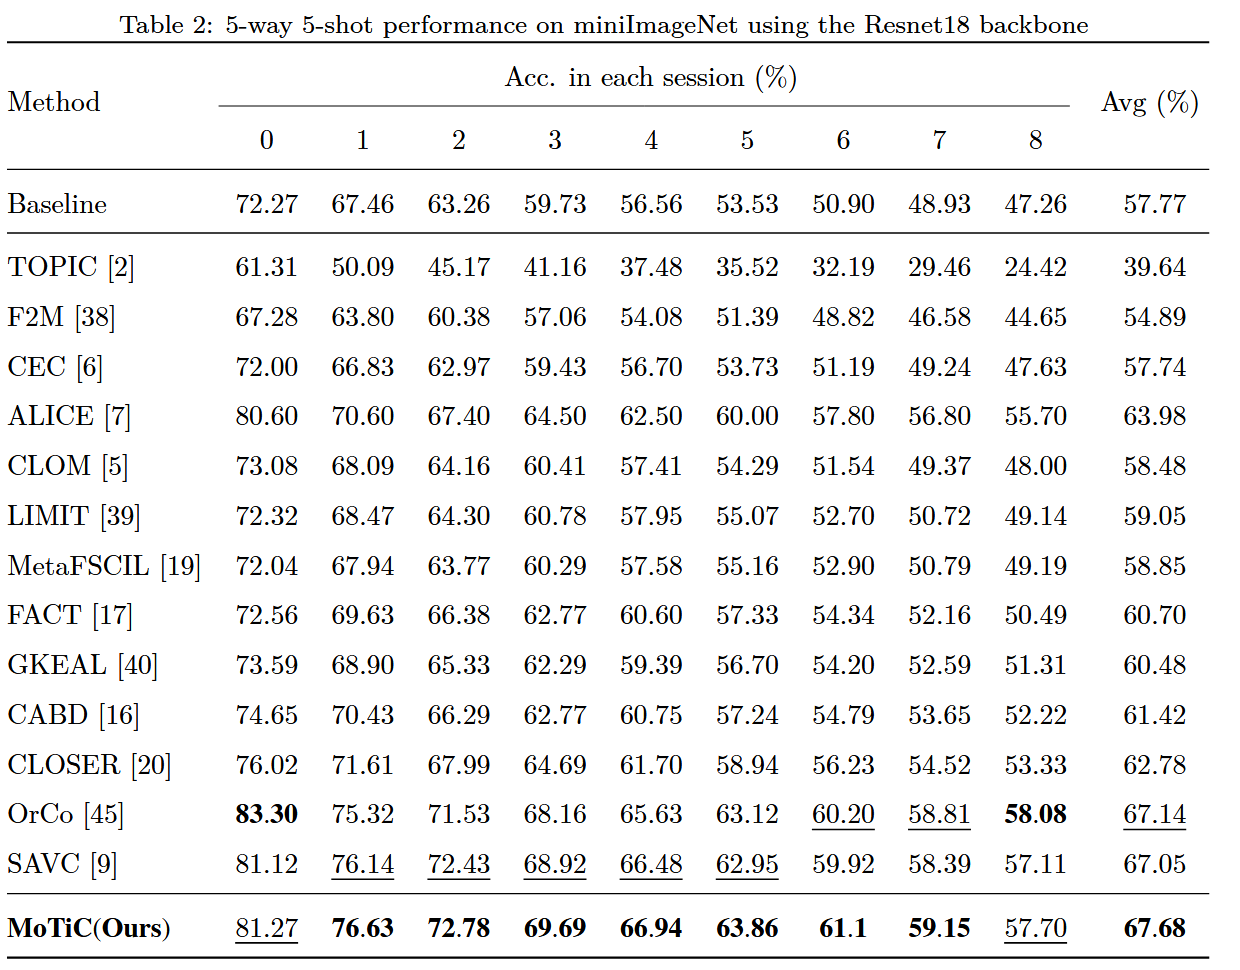 Table 2: 5-way 5-shot performance on miniImageNet using the Resnet18 backbone
Method Acc. in each session (%) Avg (%)
0 1 2 3 4 5 6 7 8
Baseline 72.27 67.46 63.26 59.73 56.56 53.53 50.90 48.93 47.26 57.77
TOPIC [2] 61.31 50.09 45.17 41.16 37.48 35.52 32.19 29.46 24.42 39.64
F2M [38] 67.28 63.80 60.38 57.06 54.08 51.39 48.82 46.58 44.65 54.89
CEC [6] 72.00 66.83 62.97 59.43 56.70 53.73 51.19 49.24 47.63 57.74
ALICE [7] 80.60 70.60 67.40 64.50 62.50 60.00 57.80 56.80 55.70 63.98
CLOM [5] 73.08 68.09 64.16 60.41 57.41 54.29 51.54 49.37 48.00 58.48
LIMIT [39] 72.32 68.47 64.30 60.78 57.95 55.07 52.70 50.72 49.14 59.05
MetaFSCIL [19] 72.04 67.94 63.77 60.29 57.58 55.16 52.90 50.79 49.19 58.85
FACT [17] 72.56 69.63 66.38 62.77 60.60 57.33 54.34 52.16 50.49 60.70
GKEAL [40] 73.59 68.90 65.33 62.29 59.39 56.70 54.20 52.59 51.31 60.48
CABD [16] 74.65 70.43 66.29 62.77 60.75 57.24 54.79 53.65 52.22 61.42
CLOSER [20] 76.02 71.61 67.99 64.69 61.70 58.94 56.23 54.52 53.33 62.78
OrCo [45] 83.30 75.32 71.53 68.16 65.63 63.12 60.20 58.81 58.08 67.14
SAVC [9] 81.12 76.14 72.43 68.92 66.48 62.95 59.92 58.39 57.11 67.05
MoTiC(Ours) 81.27 76.63 72.78 69.69 66.94 63.86 61.1 59.15 57.70 67.68